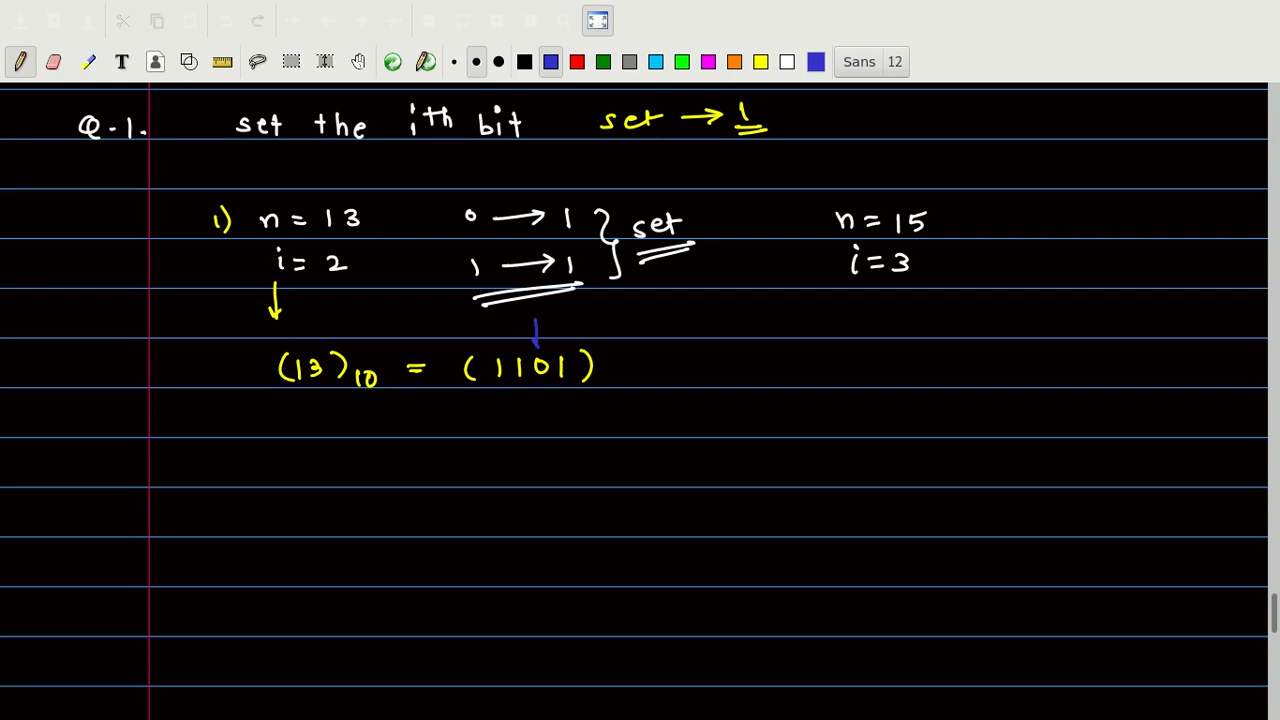 Sans 12
Q-1. set the ith bit set → 1
1) n = 13 0 → 1 } set n = 15
i = 2 1 → 1 i = 3
(13)10 = (1101)